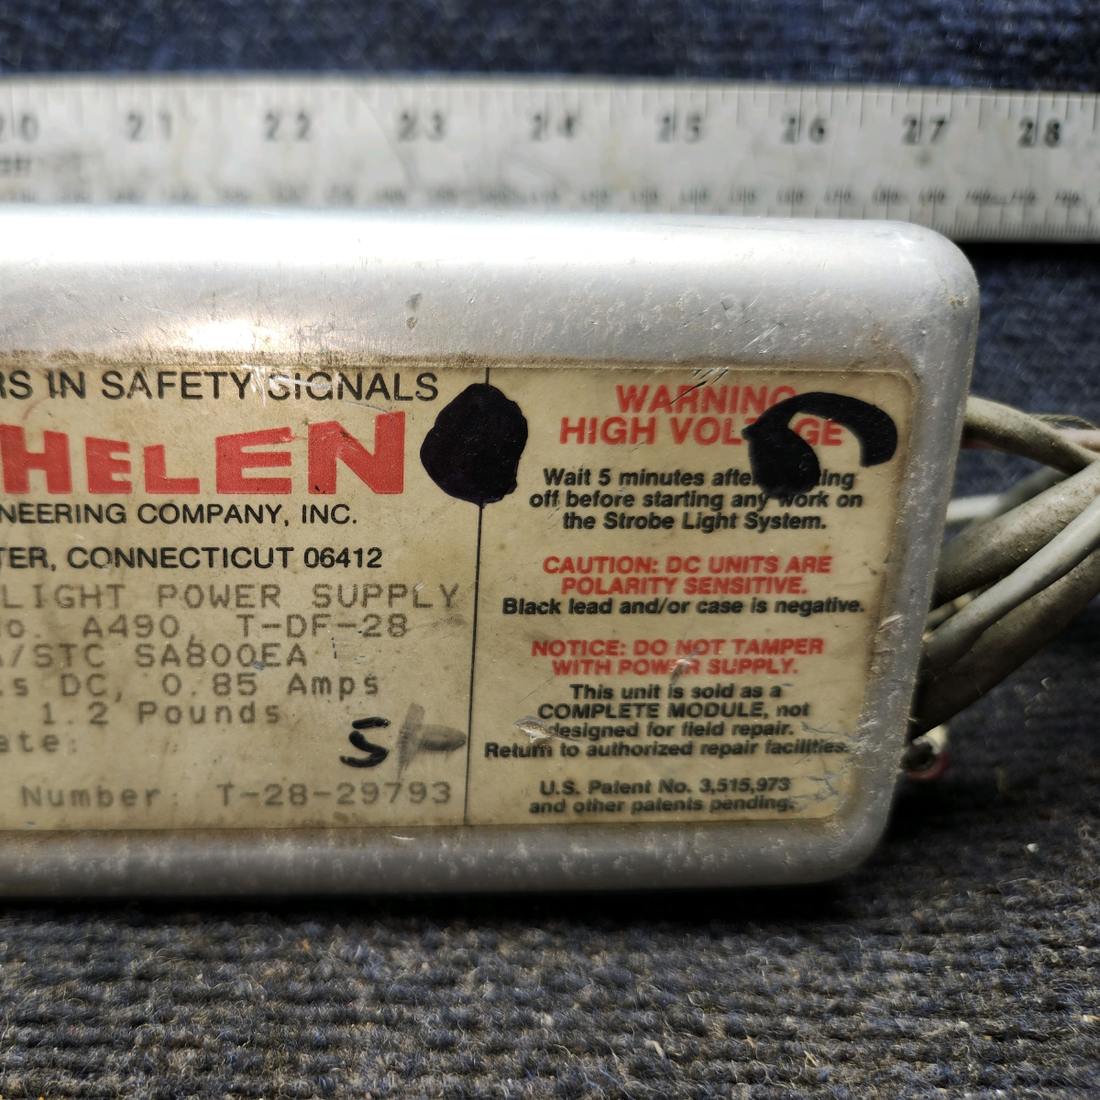 20 21 22 23 24 25 26 27 28
RS IN SAFETY SIGNALS
HELEN
NEERING COMPANY, INC.
TER, CONNECTICUT 06412
LIGHT POWER SUPPLY
No. A490, T-DF-28
A/STC SA800EA
s DC, 0.85 Amps
1.2 Pounds
ate:
Number: T-28-29793
WARNING
HIGH VOLTAGE
Wait 5 minutes after ting
off before starting any work on
the Strobe Light System.
CAUTION: DC UNITS ARE
POLARITY SENSITIVE.
Black lead and/or case is negative.
NOTICE: DO NOT TAMPER
WITH POWER SUPPLY.
This unit is sold as a
COMPLETE MODULE, not
designed for field repair.
Return to authorized repair facilities.
U.S. Patent No. 3,515,973
and other patents pending.